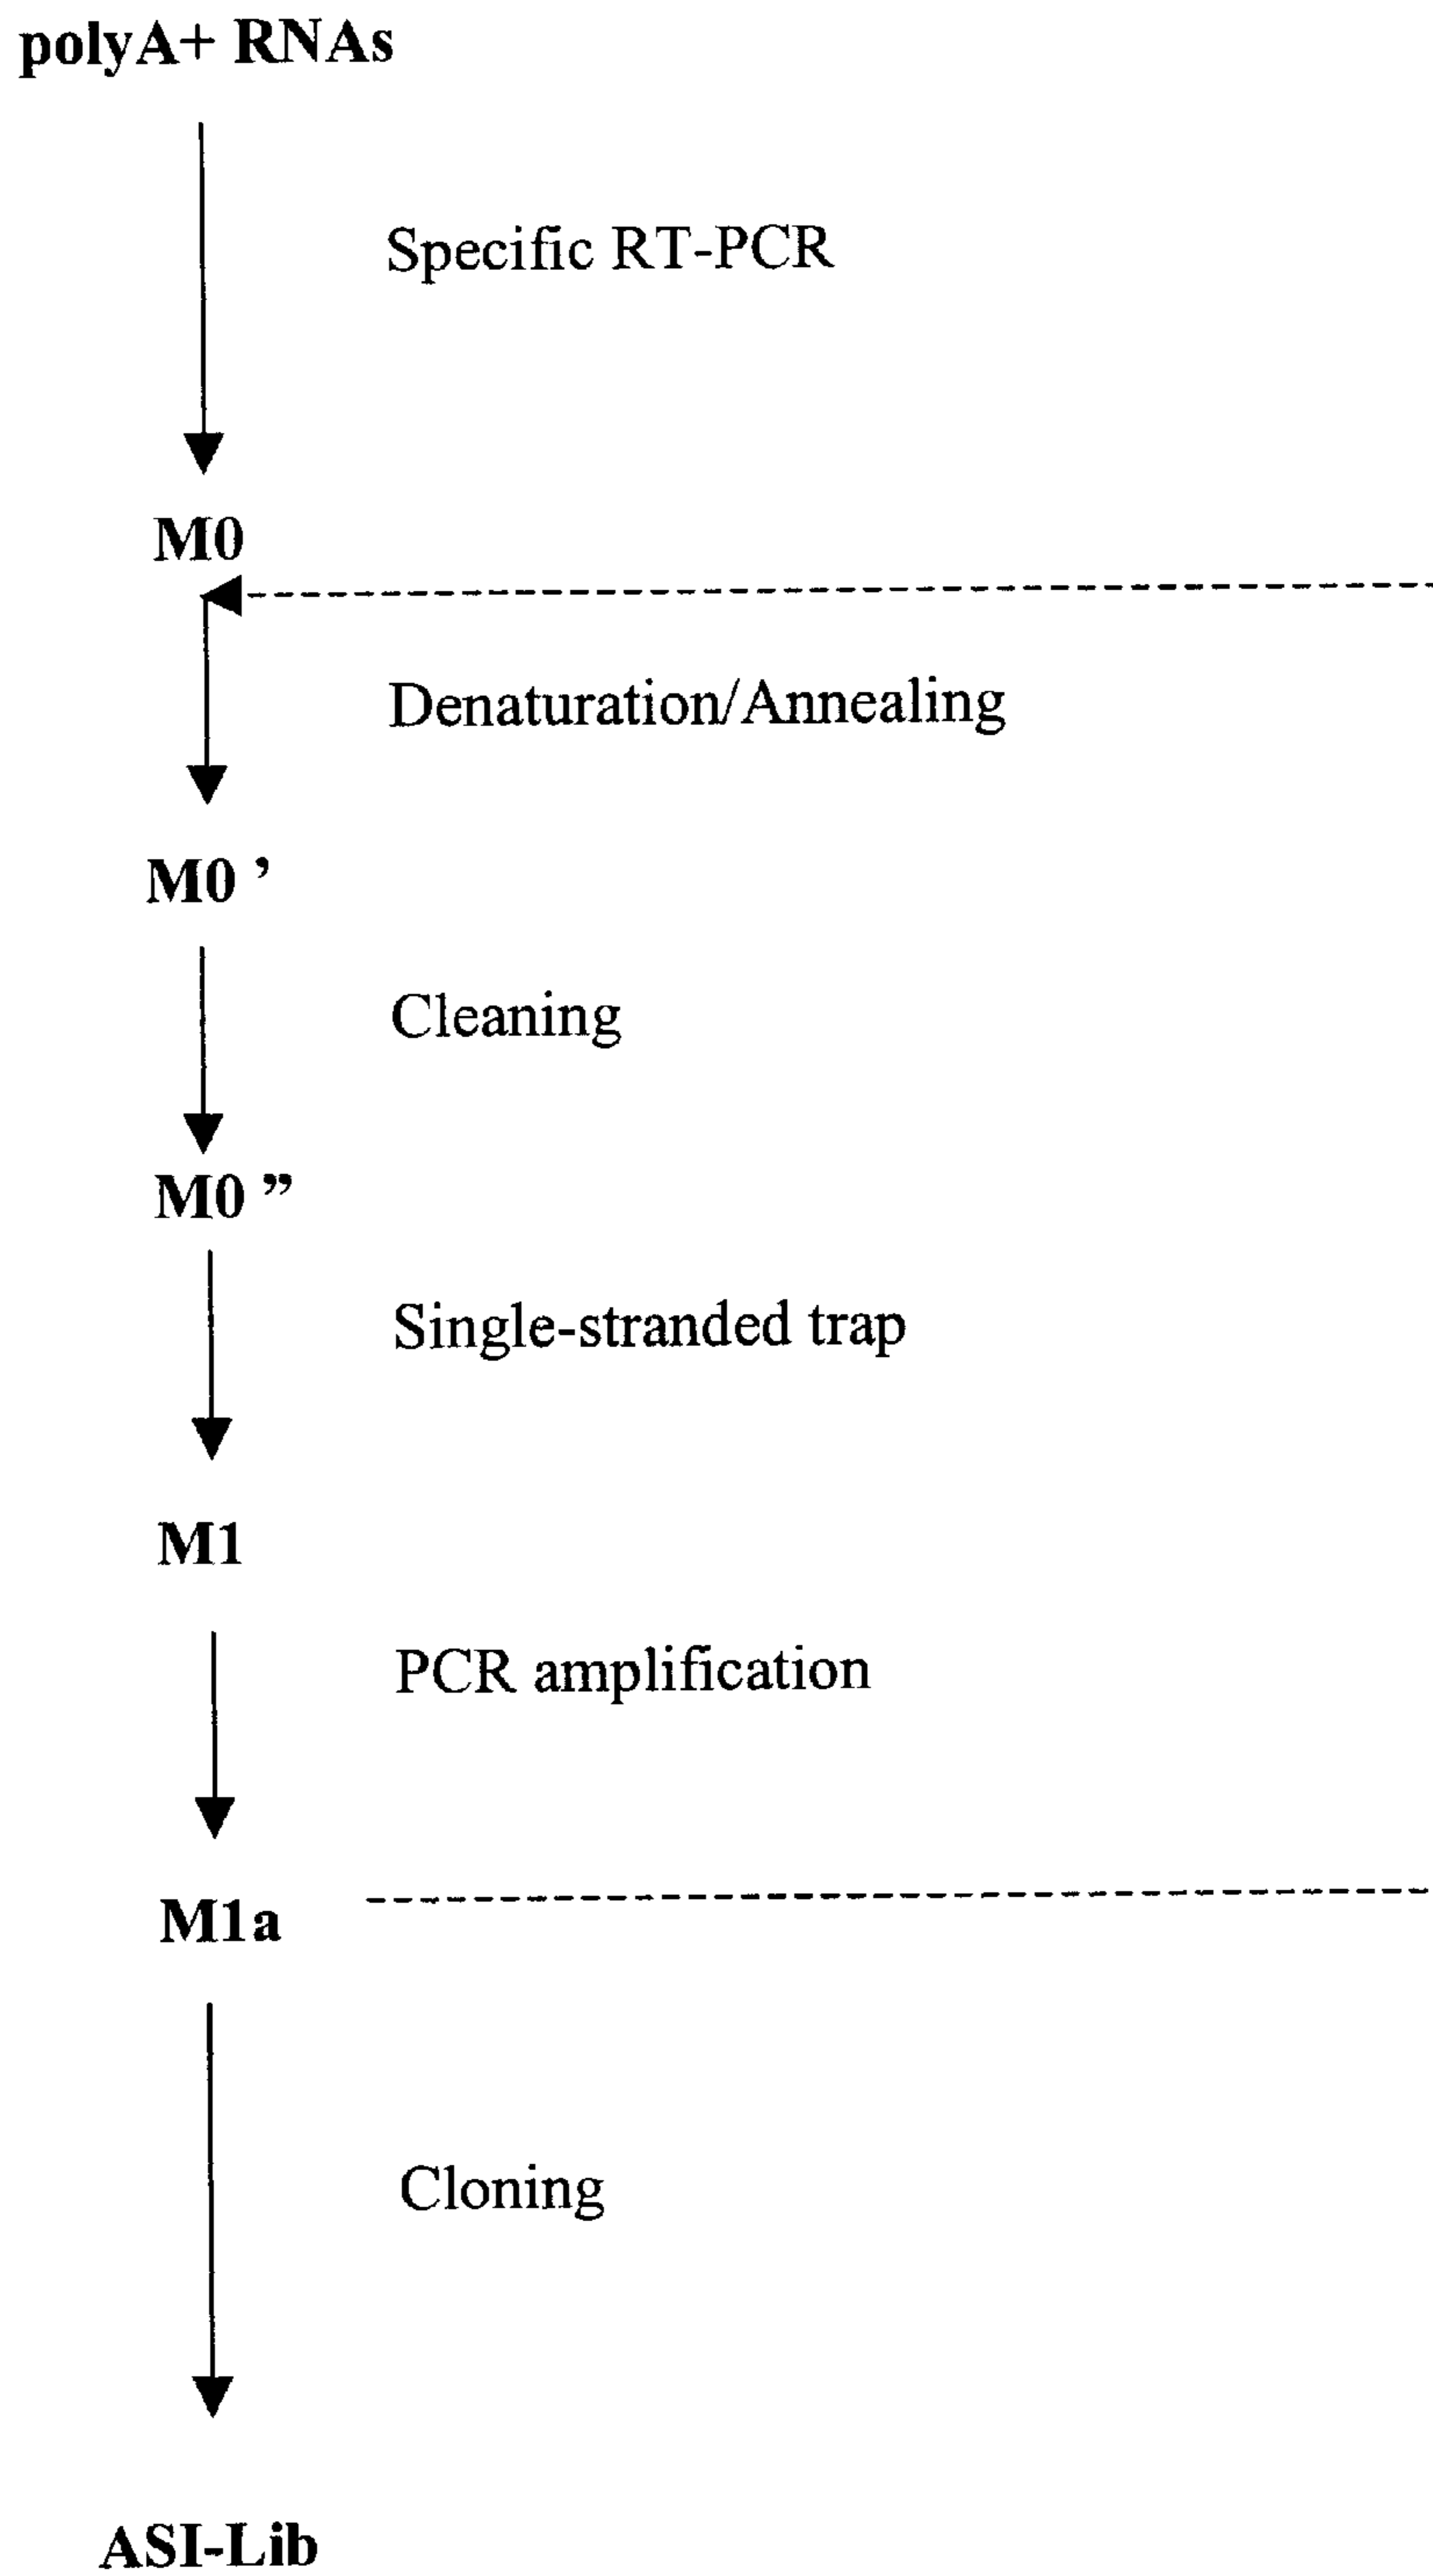 polyA+ RNAs
Specific RT-PCR
M0
Denaturation/Annealing
M0 ’
Cleaning
M0 ”
Single-stranded trap
M1
PCR amplification
M1a
Cloning
ASI-Lib